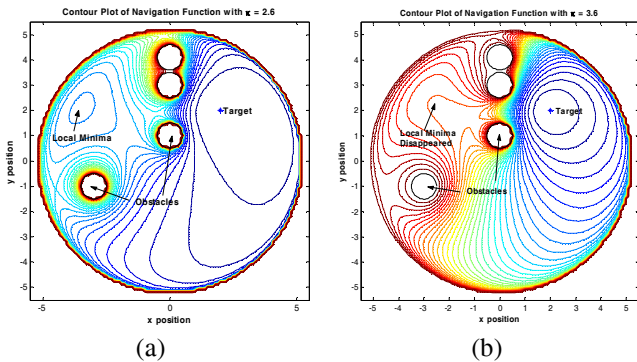 Contour Plot of Navigation Function with κ = 2.6
5
4
3
2
1
0
-1
-2
-3
-4
-5
y position
-5
0
5
x position
Target
Local Minima
Obstacles
(a)
Contour Plot of Navigation Function with κ = 3.6
5
4
3
2
1
0
-1
-2
-3
-4
-5
y position
-5 -4 -3 -2 -1 0 1 2 3 4 5
x position
Target
Local Minima
Disappeared
Obstacles
(b)